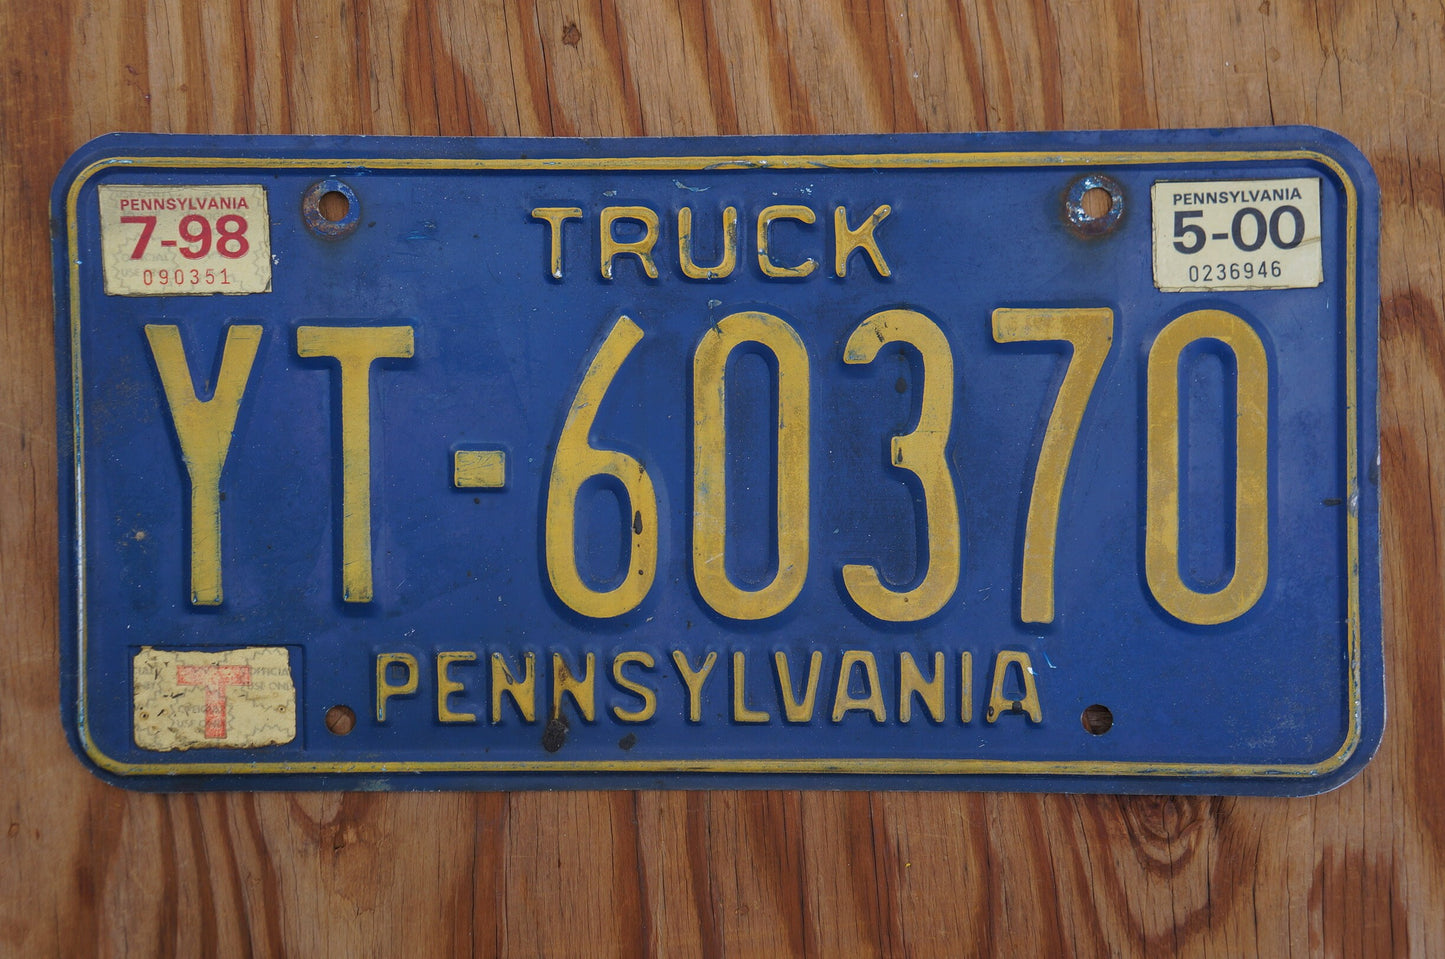 PENNSYLVANIA
7-98
090351
TRUCK
PENNSYLVANIA
5-00
0236946
YT-60370
T
PENNSYLVANIA